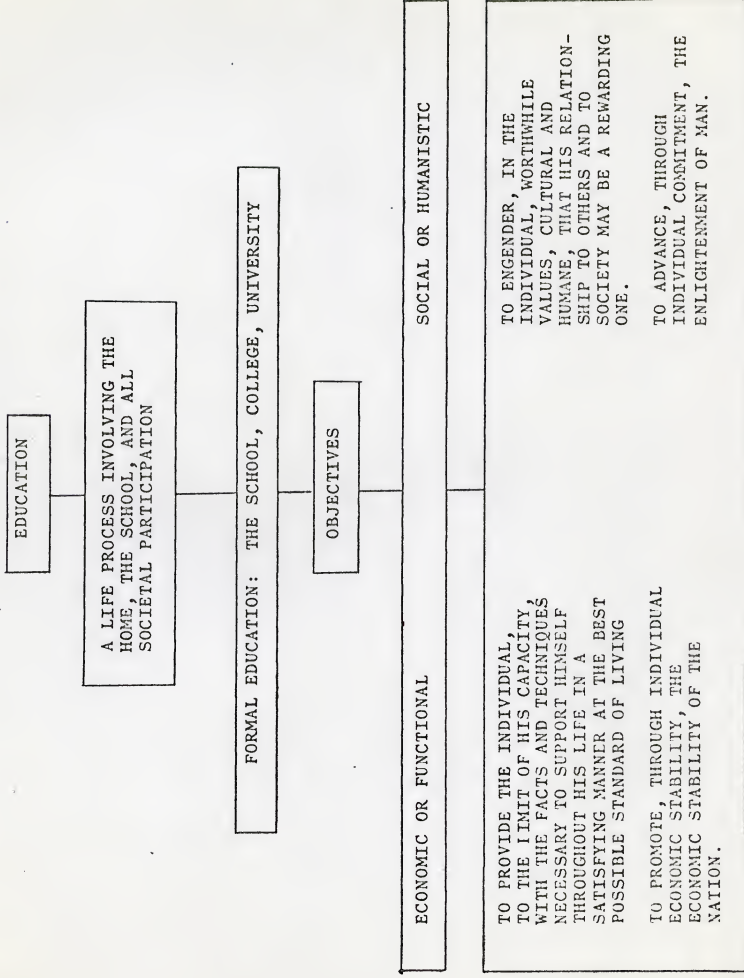 EDUCATION
A LIFE PROCESS INVOLVING THE
HOME, THE SCHOOL, AND ALL
SOCIETAL PARTICIPATION
FORMAL EDUCATION: THE SCHOOL, COLLEGE, UNIVERSITY
OBJECTIVES
ECONOMIC OR FUNCTIONAL
SOCIAL OR HUMANISTIC
TO PROVIDE THE INDIVIDUAL,
TO THE LIMIT OF HIS CAPACITY,
WITH THE FACTS AND TECHNIQUES
NECESSARY TO SUPPORT HIMSELF
THROUGHOUT HIS LIFE IN A
SATISFYING MANNER AT THE BEST
POSSIBLE STANDARD OF LIVING
TO PROMOTE, THROUGH INDIVIDUAL
ECONOMIC STABILITY, THE
ECONOMIC STABILITY OF THE
NATION.
TO ENGENDER, IN THE
INDIVIDUAL, WORTHWHILE
VALUES, CULTURAL AND
HUMANE, THAT HIS RELATION-
SHIP TO OTHERS AND TO
SOCIETY MAY BE A REWARDING
ONE.
TO ADVANCE, THROUGH
INDIVIDUAL COMMITMENT, THE
ENLIGHTENMENT OF MAN.